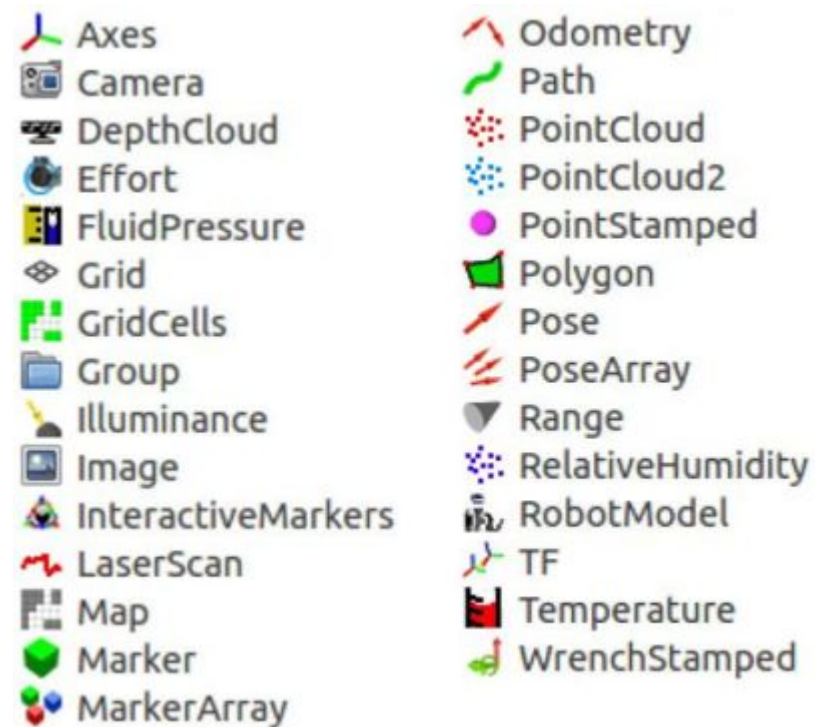 Axes
Camera
DepthCloud
Effort
FluidPressure
Grid
GridCells
Group
Illuminance
Image
InteractiveMarkers
LaserScan
Map
Marker
MarkerArray
Odometry
Path
PointCloud
PointCloud2
PointStamped
Polygon
Pose
PoseArray
Range
RelativeHumidity
RobotModel
TF
Temperature
WrenchStamped